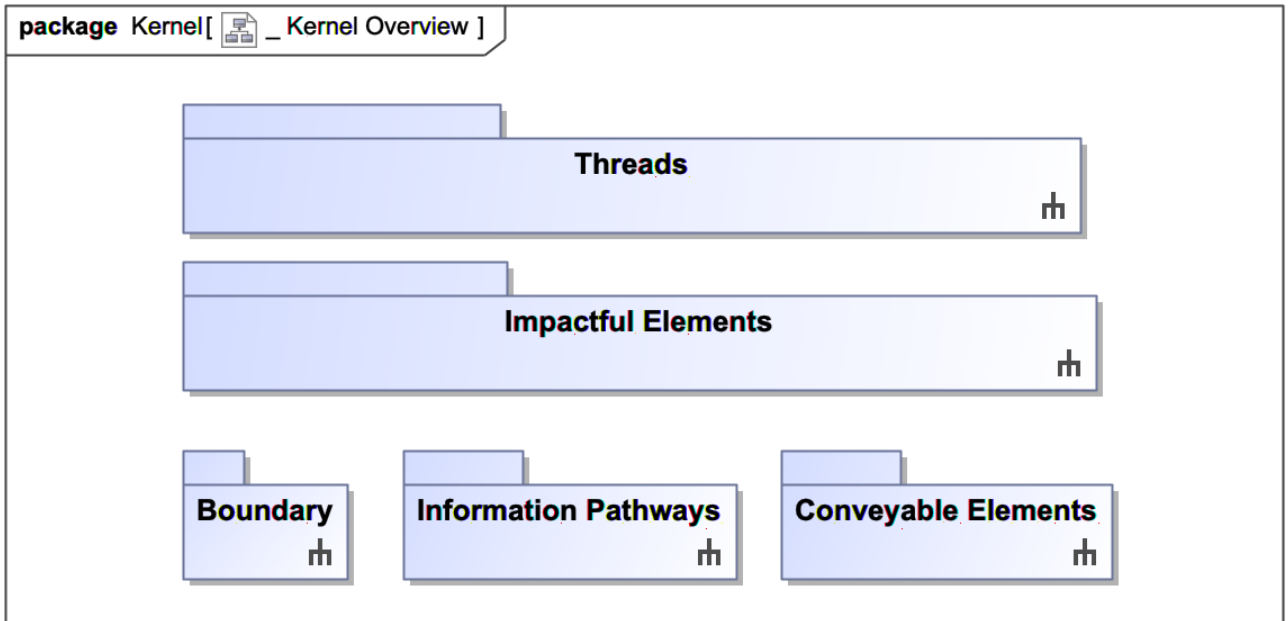 package Kernel[ _ Kernel Overview ]
Threads
Impactful Elements
Boundary
Information Pathways
Conveyable Elements